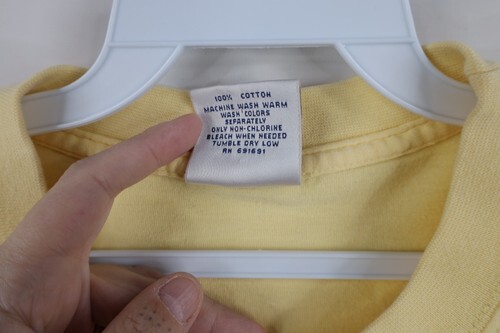 100% COTTON
MACHINE WASH WARM
WASH COLORS
SEPARATELY
ONLY NON-CHLORINE
BLEACH WHEN NEEDED
TUMBLE DRY LOW
RN 691691